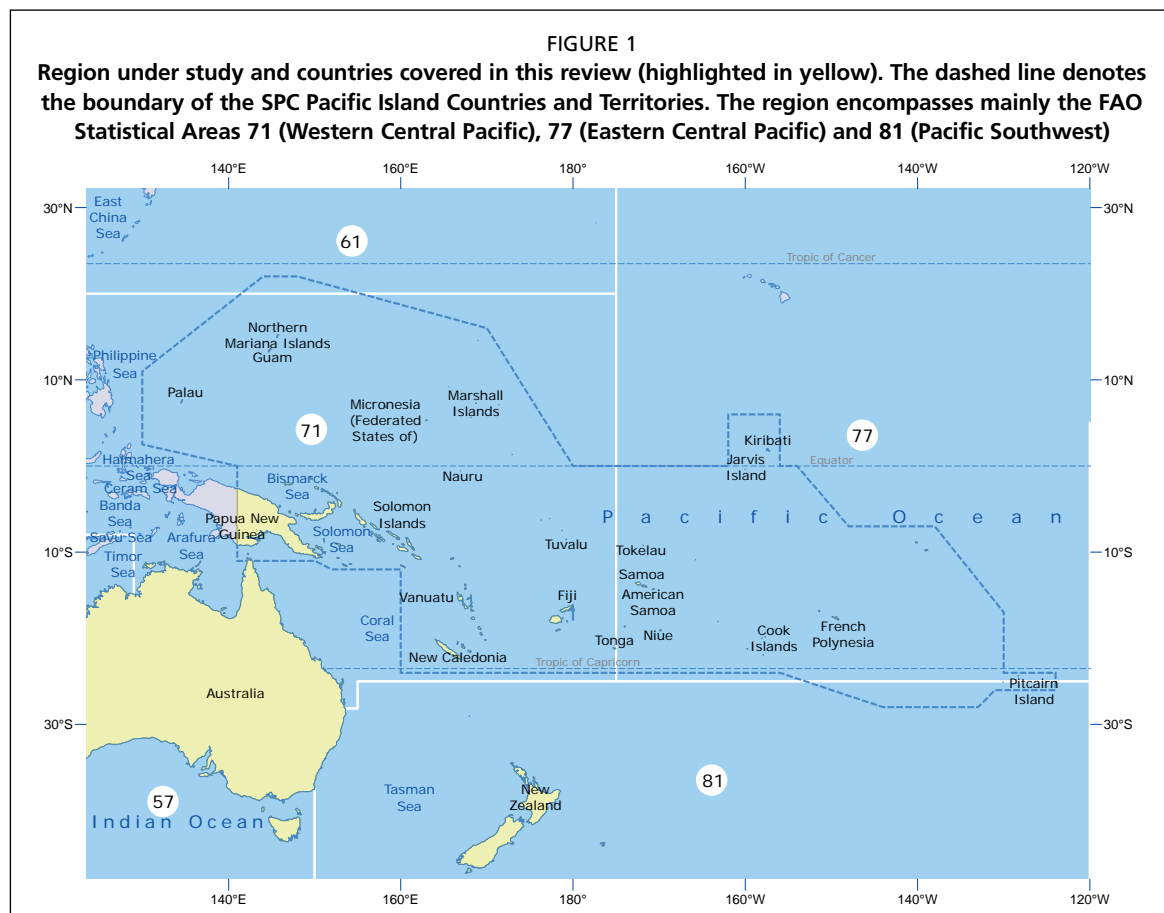 FIGURE 1
Region under study and countries covered in this review (highlighted in yellow). The dashed line denotes
the boundary of the SPC Pacific Island Countries and Territories. The region encompasses mainly the FAO
Statistical Areas 71 (Western Central Pacific), 77 (Eastern Central Pacific) and 81 (Pacific Southwest)
140°E 160°E 180° 160°W 140°W 120°W
30°N 30°N
East
China
Sea
61
Tropic of Cancer
Northern
Mariana Islands
Guam
Philippine
Sea
10°N 10°N
Palau
Micronesia
(Federated
States of)
Marshall
Islands
71
77
Kiribati
Jarvis
Island
Equator
Halmahera
Sea
Ceram Sea
Banda
Sea
Savu Sea
Arafura
Sea
Timor
Sea
Bismarck
Sea
Nauru
Papua New
Guinea
Solomon
Islands
Solomon
Sea
Pacific Ocean
10°S 10°S
Tuvalu
Tokelau
Samoa
American
Samoa
Vanuatu
Fiji
Coral
Sea
Tonga
Niue
Cook
Islands
French
Polynesia
New Caledonia
Tropic of Capricorn
Pitcairn
Island
Australia
30°S 30°S
57
Indian Ocean
Tasman
Sea
New
Zealand
81
140°E 160°E 180° 160°W 140°W 120°W